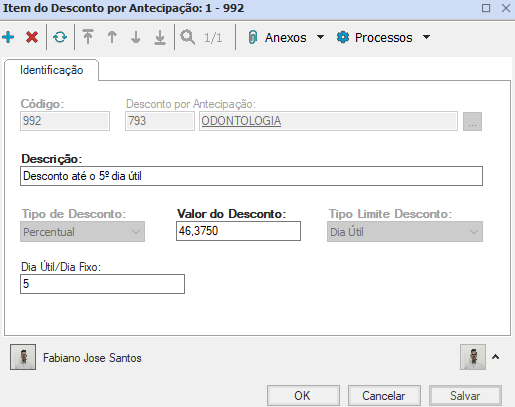 Item do Desconto por Antecipação: 1 - 992
1/1 Anexos Processos
Identificação
Código: Desconto por Antecipação:
992 793 ODONTOLOGIA ...
Descrição:
Desconto até o 5º dia útil
Tipo de Desconto: Valor do Desconto: Tipo Limite Desconto:
Percentual 46,3750 Dia Útil
Dia Útil/Dia Fixo:
5
Fabiano Jose Santos
OK Cancelar Salvar